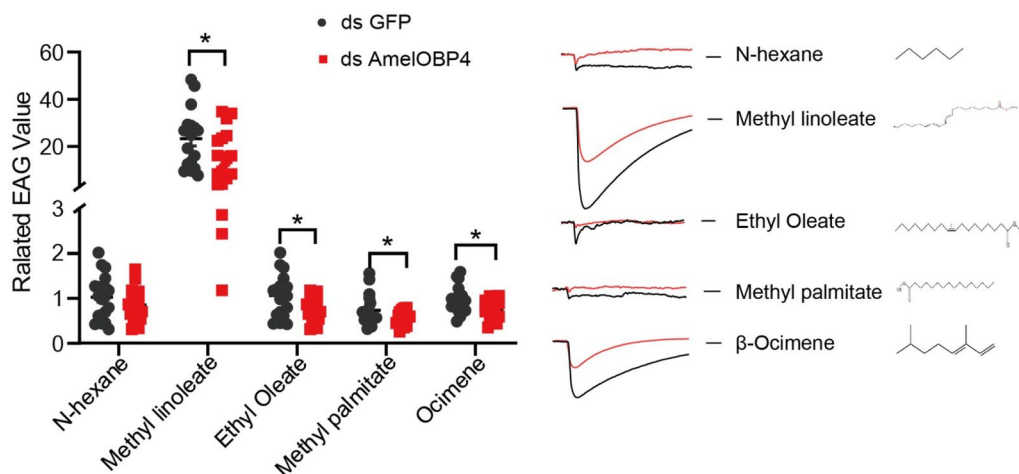 ds GFP
ds AmelOBP4
Ralated EAG Value
60
40
20
3
2
1
0
*
*
*
*
N-hexane
Methyl linoleate
Ethyl Oleate
Methyl palmitate
Ocimene
N-hexane
Methyl linoleate
Ethyl Oleate
Methyl palmitate
β-Ocimene